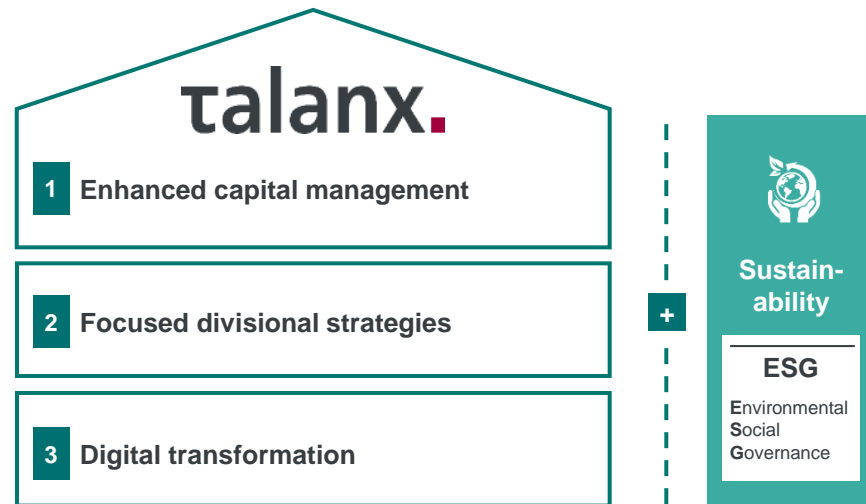 talanx.
1 Enhanced capital management
2 Focused divisional strategies
3 Digital transformation
+
Sustain-
ability
ESG
Environmental
Social
Governance